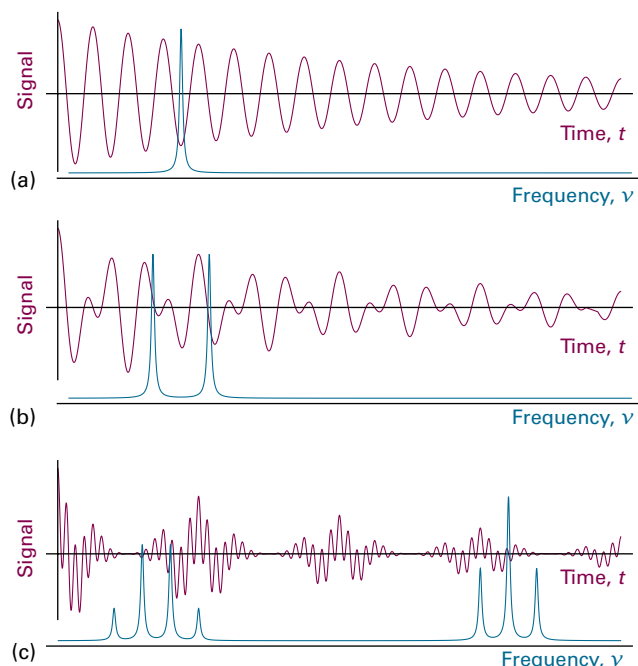 Signal
Time, t
(a)
Frequency, ν
Signal
Time, t
(b)
Frequency, ν
Signal
Time, t
(c)
Frequency, ν